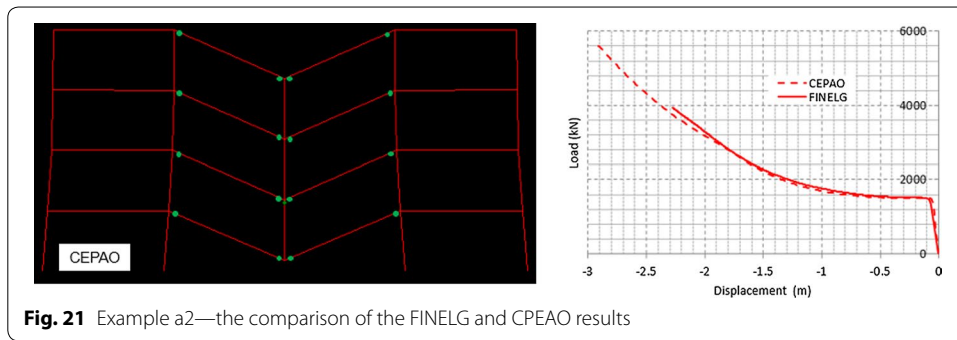 CEPAO
6000
4000
2000
0
Load (kN)
CEPAO
FINELG
-3 -2.5 -2 -1.5 -1 -0.5 0
Displacement (m)
Fig. 21 Example a2—the comparison of the FINELG and CPEAO results